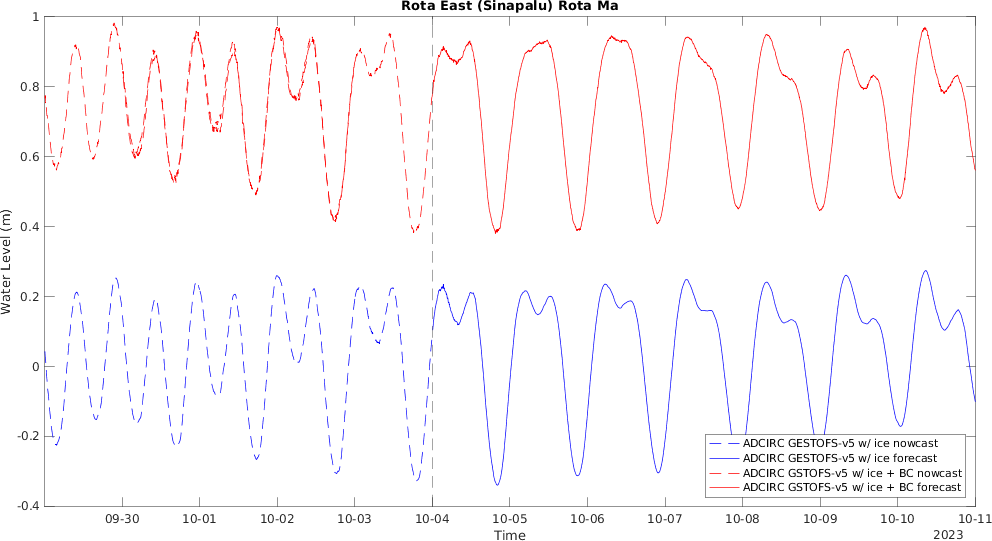 Rota East (Sinapalu) Rota Ma
1
0.8
0.6
0.4
0.2
0
-0.2
-0.4
Water Level (m)
ADCIRC GESTOFS-v5 w/ ice nowcast
ADCIRC GESTOFS-v5 w/ ice forecast
ADCIRC GSTOFS-v5 w/ ice + BC nowcast
ADCIRC GSTOFS-v5 w/ ice + BC forecast
09-30 10-01 10-02 10-03 10-04 10-05 10-06 10-07 10-08 10-09 10-10 10-11
Time
2023